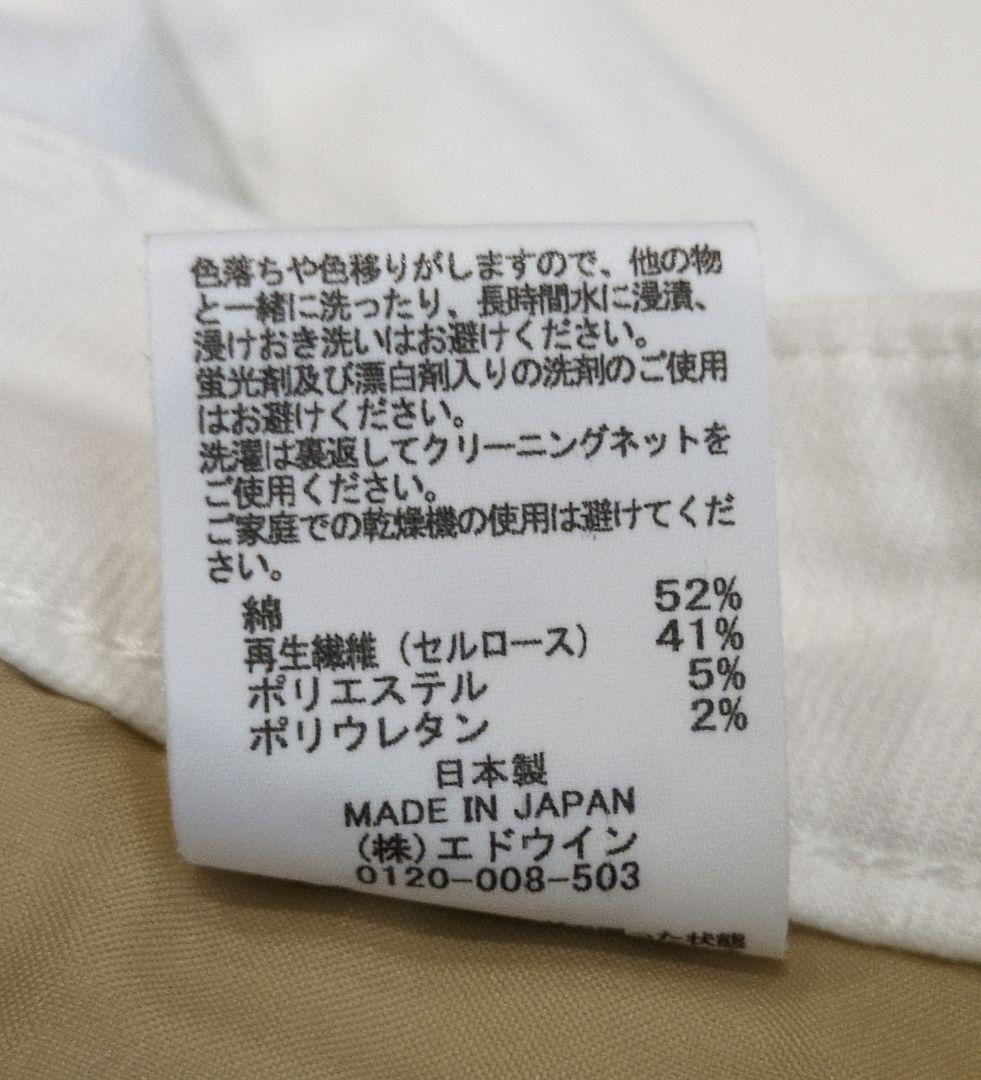 色落ちや色移りがしますので、他の物
と一緒に洗ったり、長時間水に浸漬、
浸けおき洗いはお避けください。
蛍光剤及び漂白剤入りの洗剤のご使用
はお避けください。
洗濯は裏返してクリーニングネットを
ご使用ください。
ご家庭での乾燥機の使用は避けてくだ
さい。
綿 52%
再生繊維（セルロース） 41%
ポリエステル 5%
ポリウレタン 2%
日本製
MADE IN JAPAN
（株）エドウイン
0120-008-503
った状態